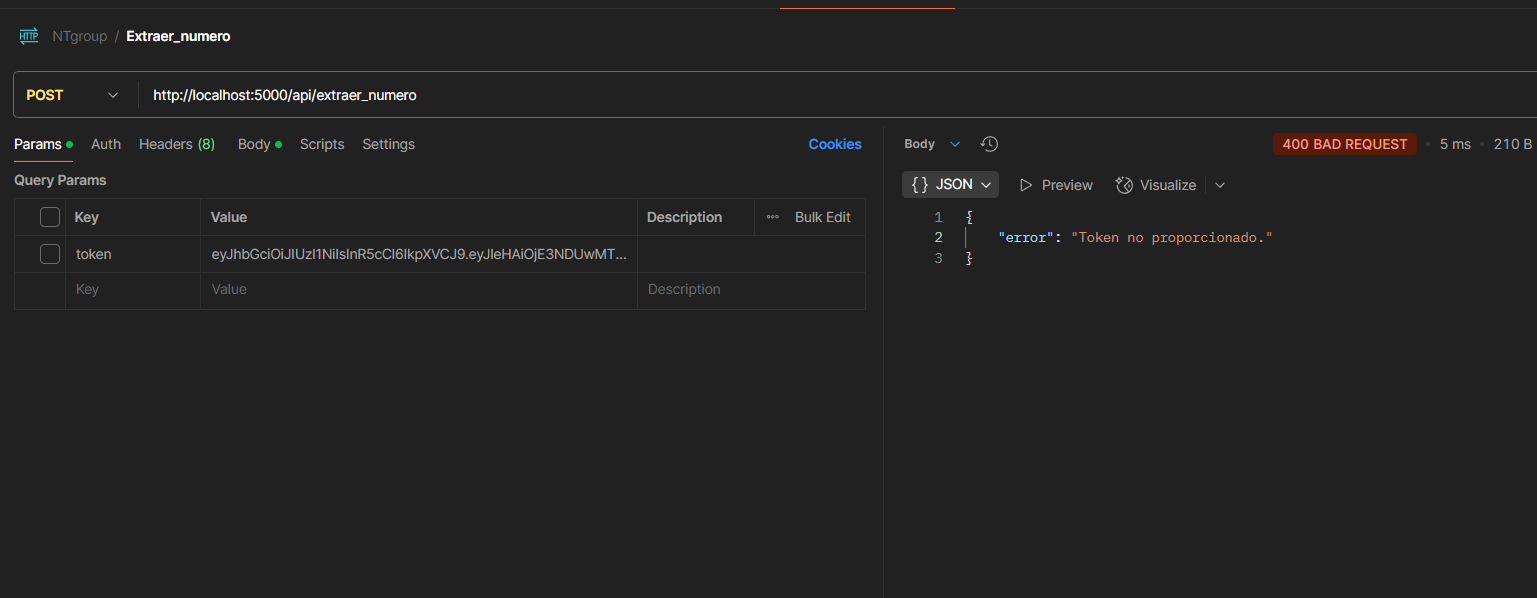 HTTP NTgroup / Extraer_numero
POST http://localhost:5000/api/extraer_numero
Params Auth Headers (8) Body Scripts Settings Cookies
Query Params
Key Value Description Bulk Edit
token eyJhbGciOiJIUzI1NiIsInR5cCI6IkpXVCJ9.eyJleHAiOjE3NDUwMT...
Key Value Description
Body 400 BAD REQUEST 5 ms 210 B
{} JSON Preview Visualize
1 {
2 "error": "Token no proporcionado."
3 }